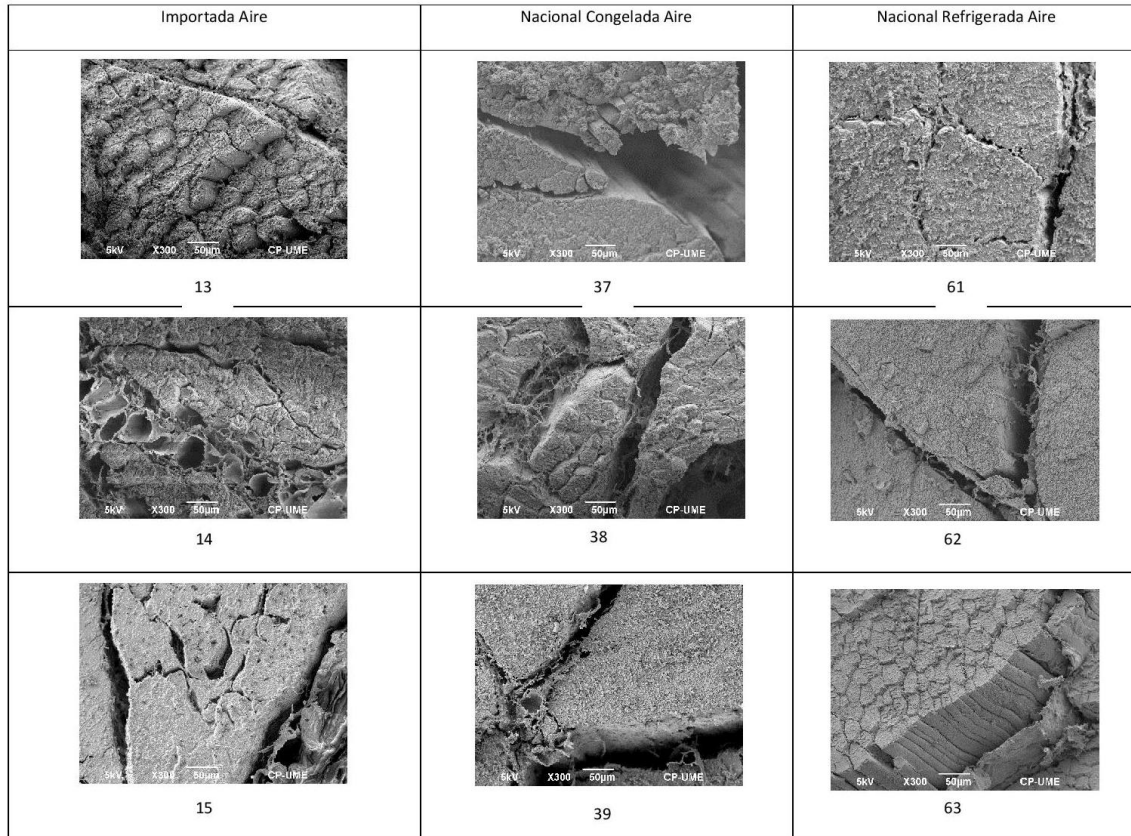 Importada Aire
Nacional Congelada Aire
Nacional Refrigerada Aire
5kV X300 50µm CP-UME
5kV X300 50µm CP-UME
5kV X300 50µm CP-UME
13
37
61
5kV X300 50µm CP-UME
5kV X300 50µm CP-UME
5kV X300 50µm CP-UME
14
38
62
5kV X300 50µm CP-UME
5kV X300 50µm CP-UME
5kV X300 50µm CP-UME
15
39
63